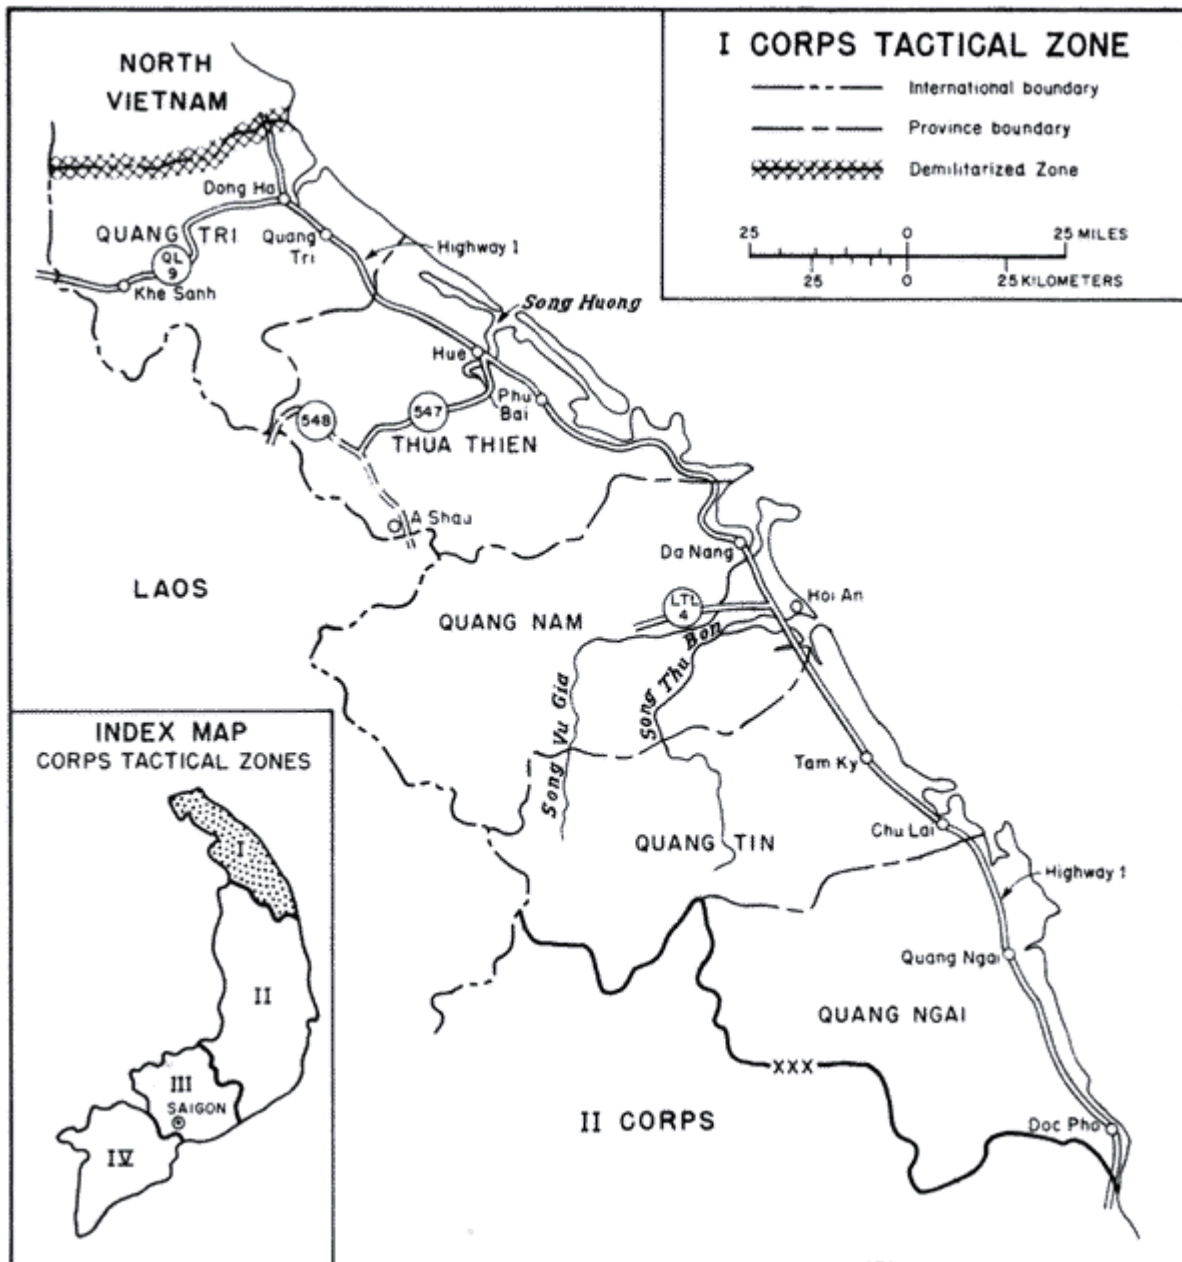 I CORPS TACTICAL ZONE
International boundary
Province boundary
Demilitarized Zone
25 0 25 MILES
25 0 25 KILOMETERS
NORTH
VIETNAM
Dong Ha
QUANG TRI
Quang
Tri
Highway 1
QL
9
Khe Sanh
Song Huong
Hue
Phu
Bai
548
547
THUA THIEN
A Shau
LAOS
Da Nang
QUANG NAM
LTL
4
Hoi An
Song Thu Bon
Song Vu Gia
Tam Ky
Chu Lai
QUANG TIN
Highway 1
Quang Ngai
QUANG NGAI
XXX
II CORPS
Doc Pho
INDEX MAP
CORPS TACTICAL ZONES
I
II
III
SAIGON
IV